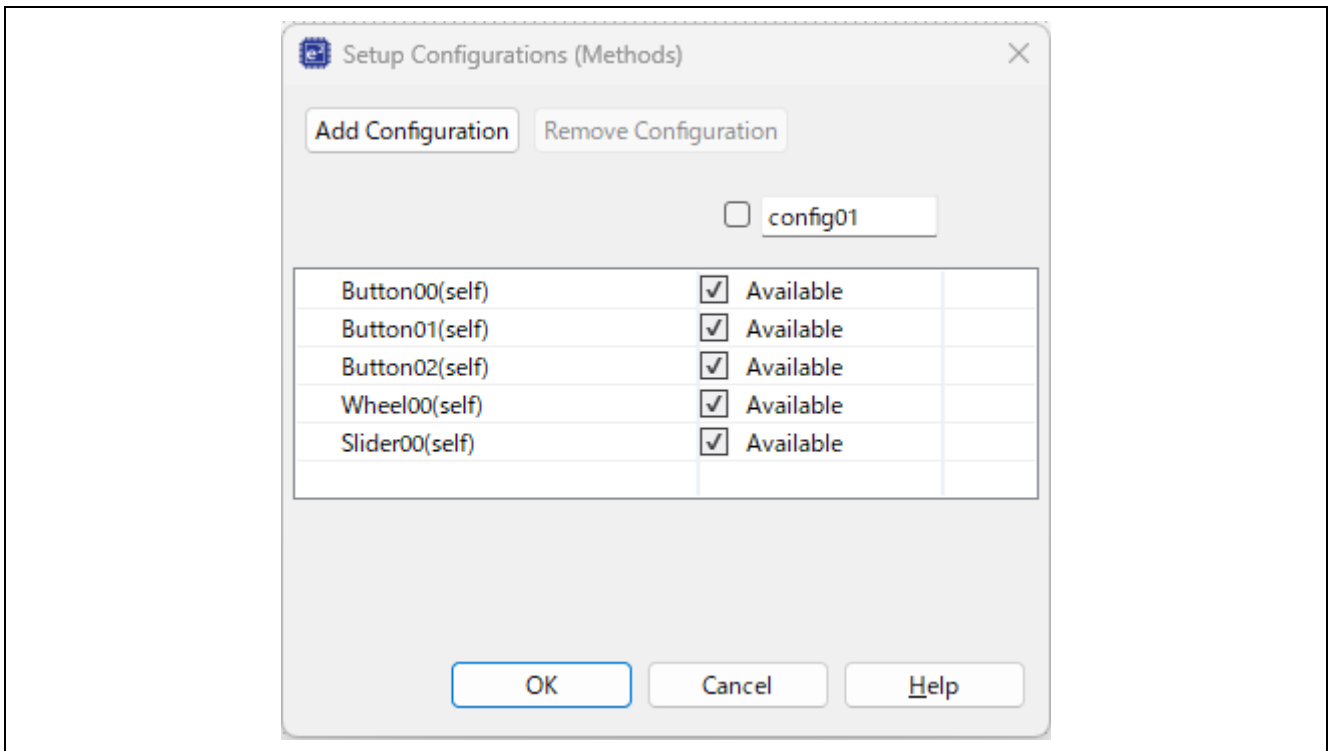 Setup Configurations (Methods)
Add Configuration Remove Configuration
config01
Button00(self) Available
Button01(self) Available
Button02(self) Available
Wheel00(self) Available
Slider00(self) Available
OK Cancel Help